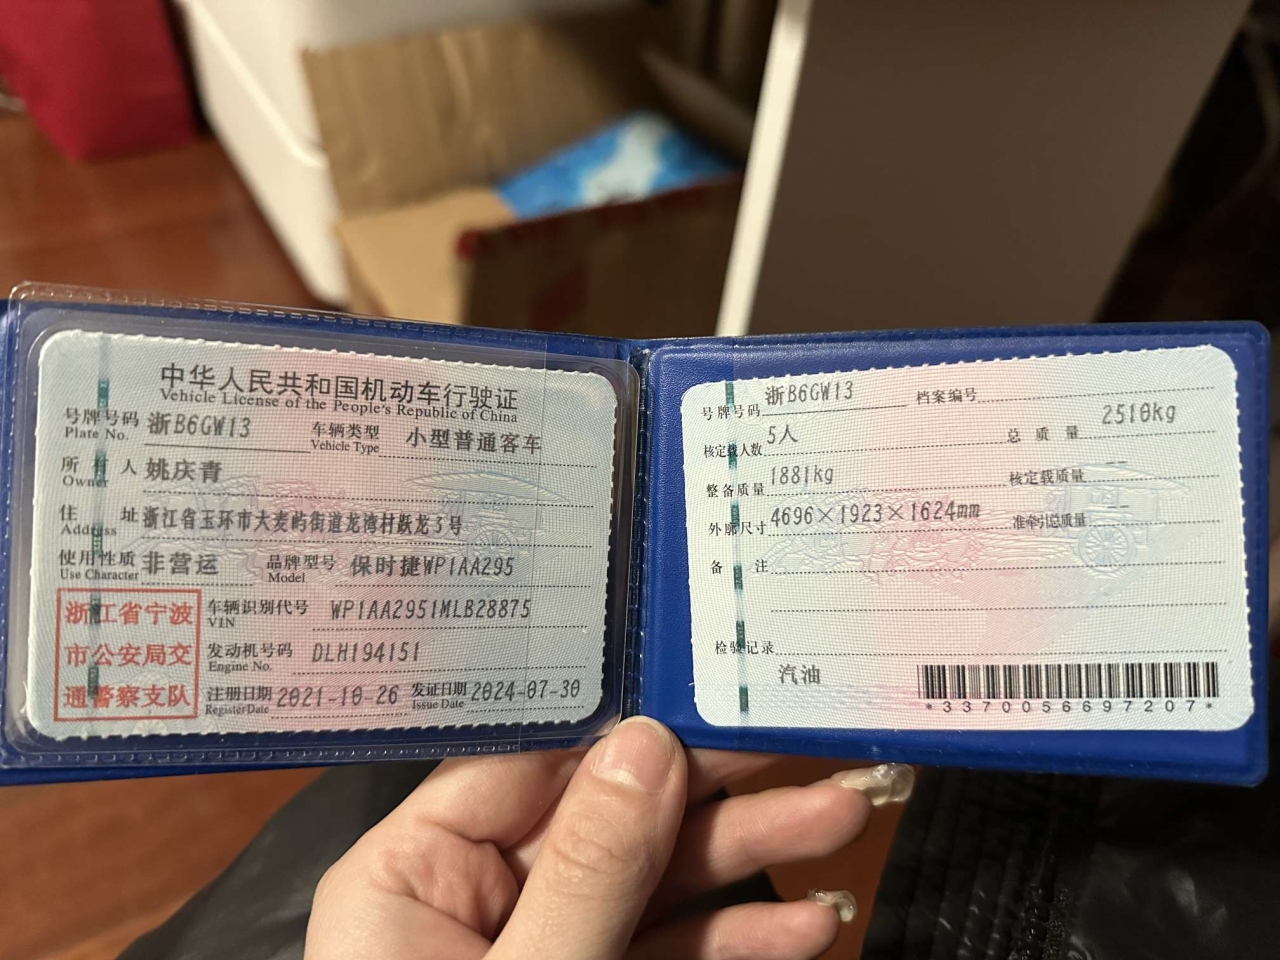 中华人民共和国机动车行驶证
Vehicle License of the People's Republic of China
号牌号码 浙B6GW13 车辆类型 小型普通客车
Plate No. Vehicle Type
所有人 姚庆青
Owner
住址 浙江省玉环市大麦屿街道龙湾村跃龙3号
Address
使用性质 非营运 品牌型号 保时捷WP1AA295
Use Character Model
浙江省宁波
市公安局交
通警察支队
车辆识别代号 WP1AA2951MLB28875
VIN
发动机号码 DLH194151
Engine No.
注册日期 2021-10-26 发证日期 2024-07-30
Register Date Issue Date
号牌号码 浙B6GW13 档案编号
核定载人数 5人 总质量 2510kg
整备质量 1881kg 核定载质量 --
外廓尺寸 4696×1923×1624mm 准牵引总质量 --
备注
检验记录
汽油
*3370056697207*